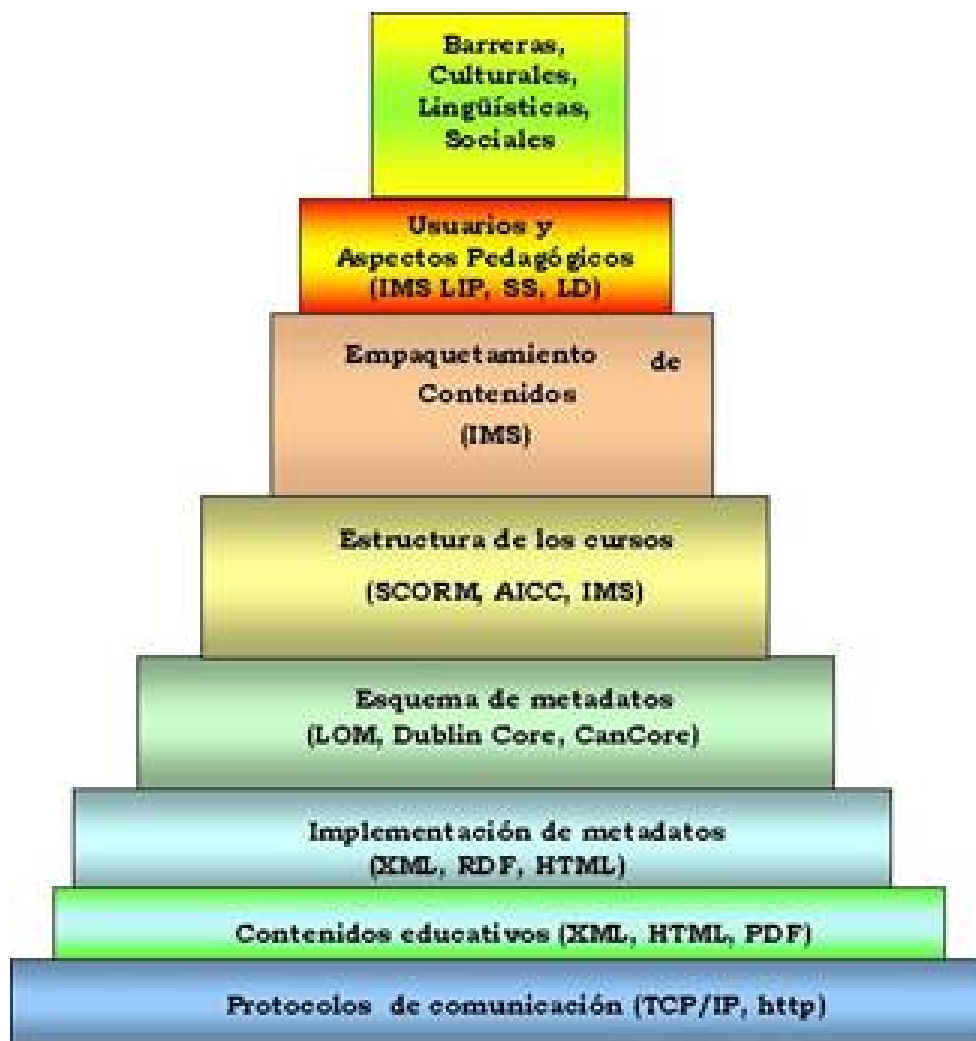 Barreras,
Culturales,
Lingüísticas,
Sociales
Usuarios y
Aspectos Pedagógicos
(IMS LIP, SS, LD)
Empaquetamiento de
Contenidos
(IMS)
Estructura de los cursos
(SCORM, AICC, IMS)
Esquema de metadatos
(LOM, Dublin Core, CanCore)
Implementación de metadatos
(XML, RDF, HTML)
Contenidos educativos (XML, HTML, PDF)
Protocolos de comunicación (TCP/IP, http)